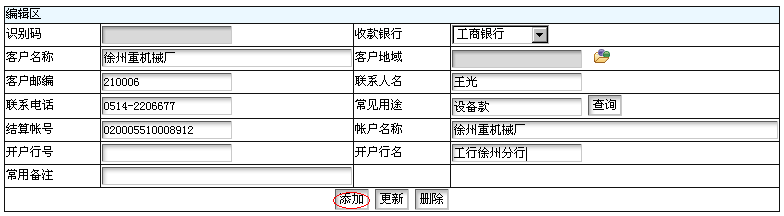 编辑区
识别码 收款银行 工商银行
客户名称 徐州重机械厂 客户地域
客户邮编 210006 联系人名 王光
联系电话 0514-2206677 常见用途 设备款 查询
结算帐号 020005510008912 帐户名称 徐州重机械厂
开户行号 开户行名 工行徐州分行
常用备注
添加 更新 删除